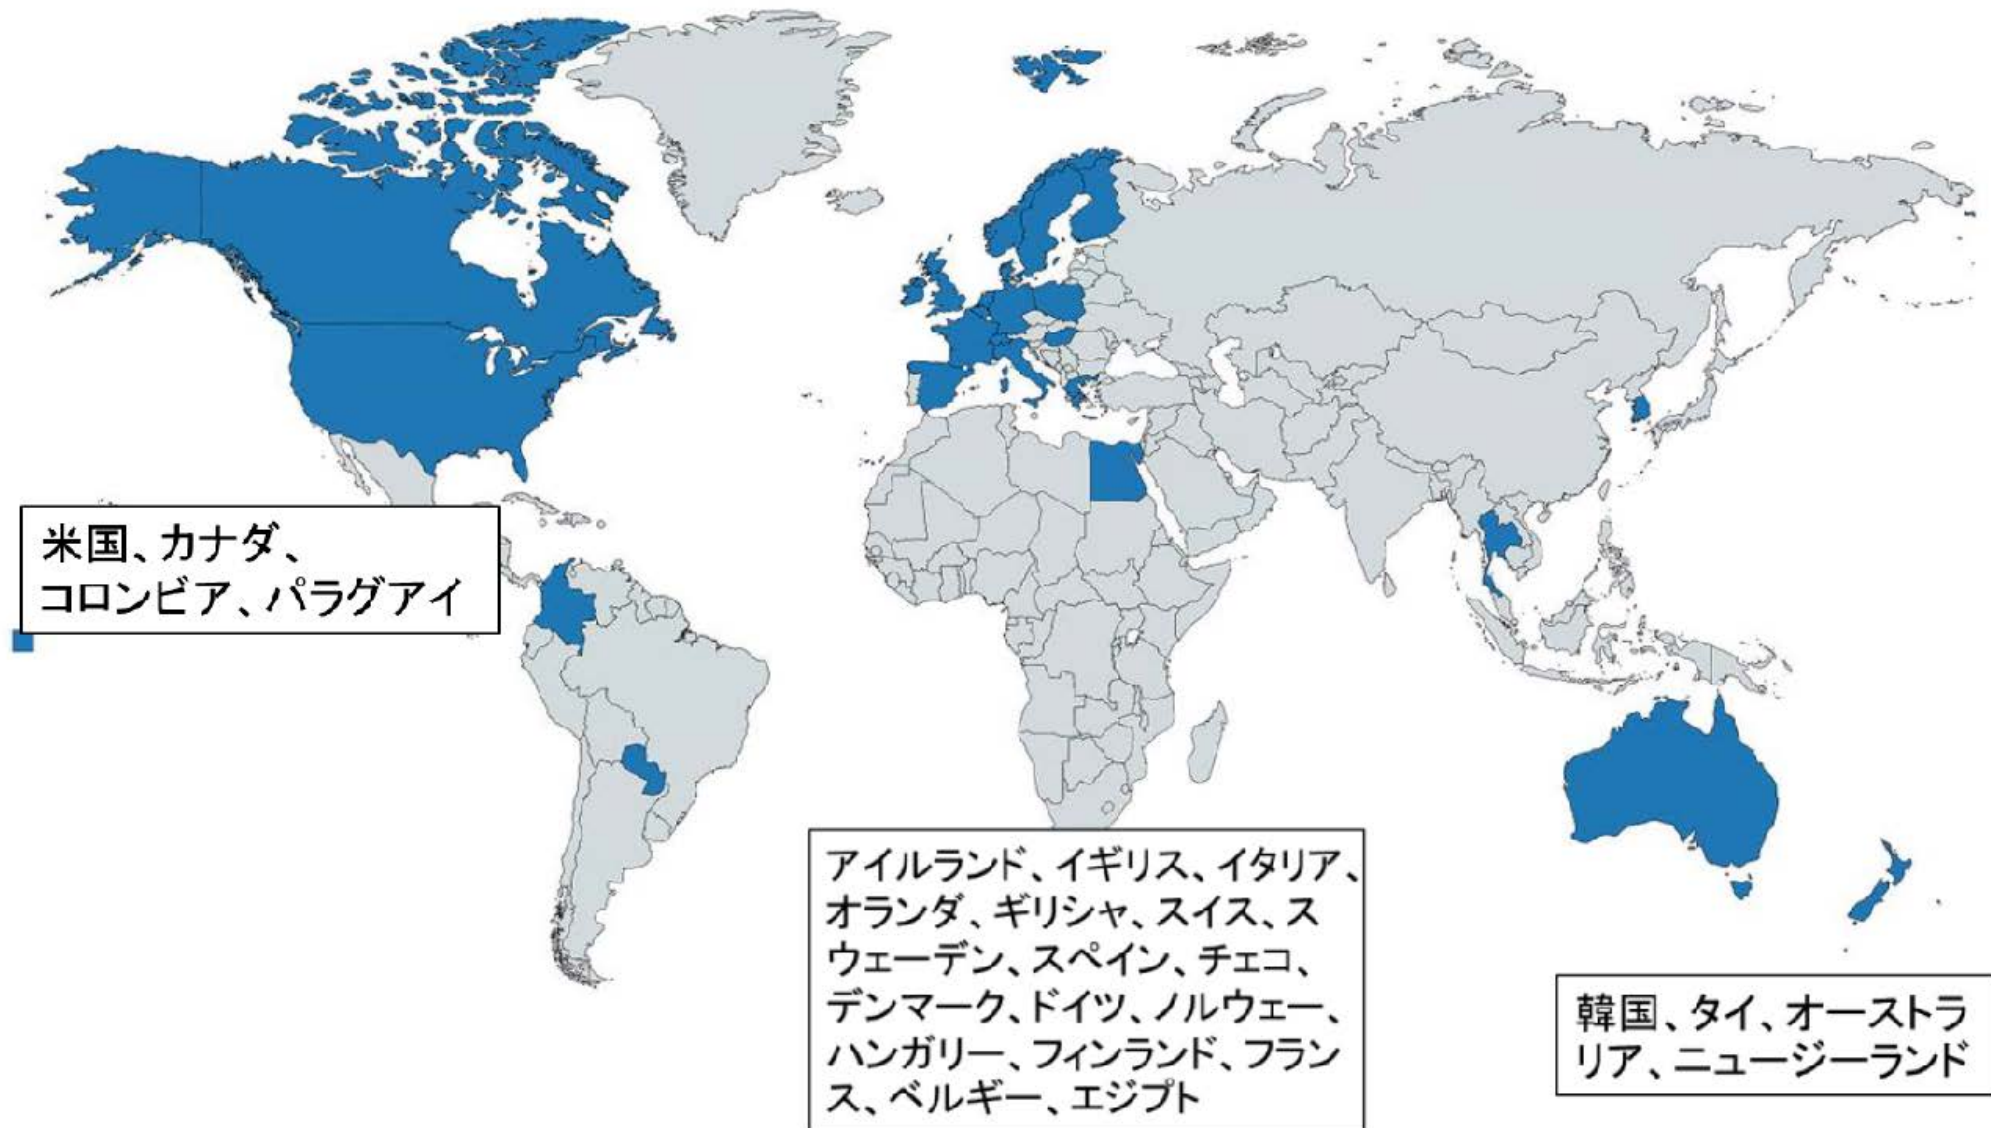 米国、カナダ、
コロンビア、パラグアイ
アイルランド、イギリス、イタリア、
オランダ、ギリシャ、スイス、ス
ウェーデン、スペイン、チェコ、
デンマーク、ドイツ、ノルウェー、
ハンガリー、フィンランド、フラン
ス、ベルギー、エジプト
韓国、タイ、オーストラ
リア、ニュージーランド